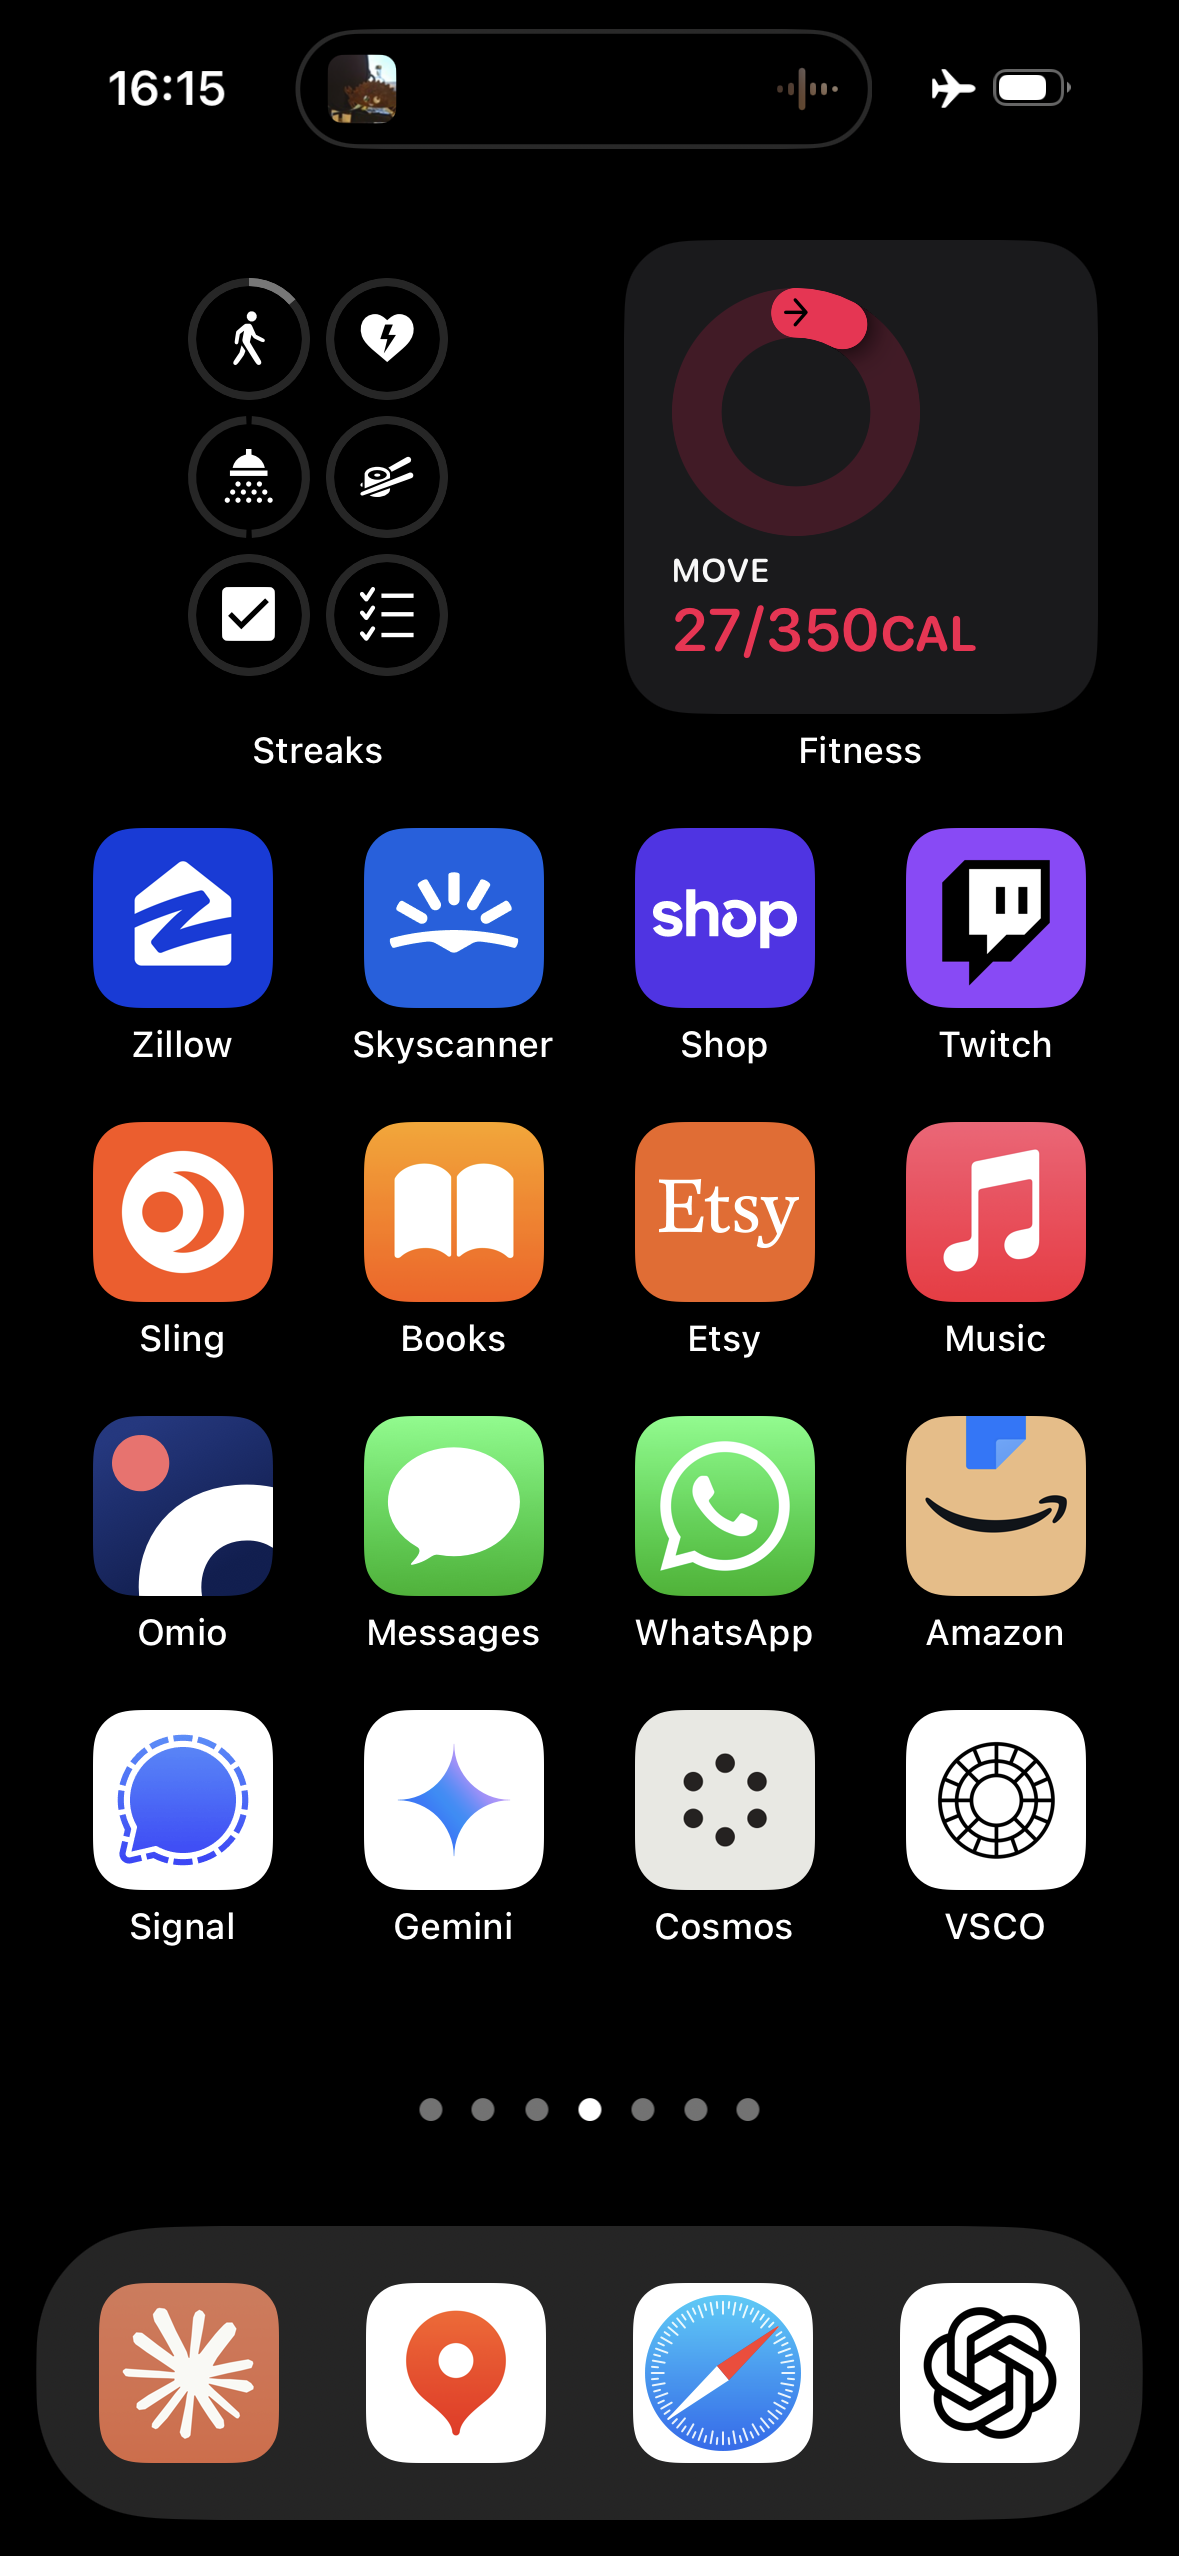 16:15
MOVE
27/350CAL
Streaks
Fitness
shop
Zillow
Skyscanner
Shop
Twitch
Etsy
Sling
Books
Etsy
Music
Omio
Messages
WhatsApp
Amazon
Signal
Gemini
Cosmos
VSCO